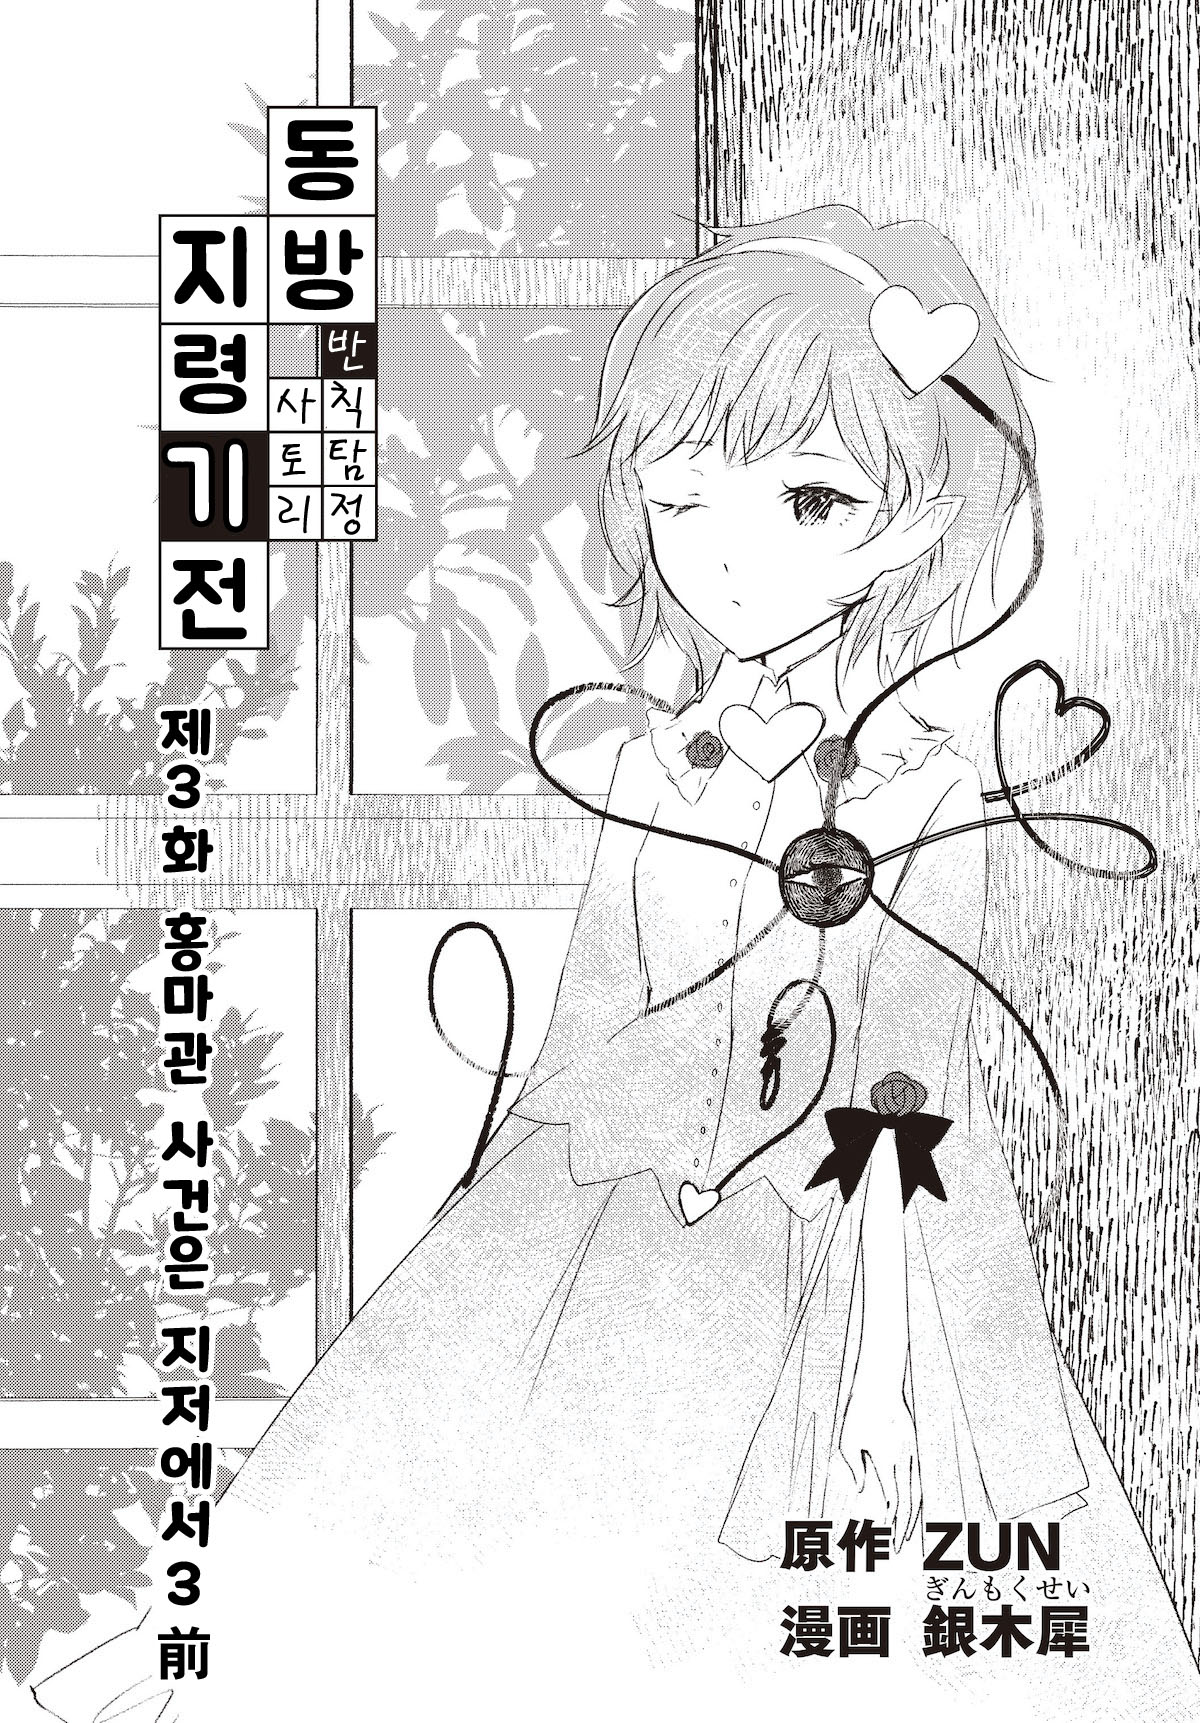 동방
지령기전
반칙탐정
사토리
제3화 홍마관 사건은 지저에서 3 前
原作 ZUN
ぎんもくせい
漫画 銀木犀